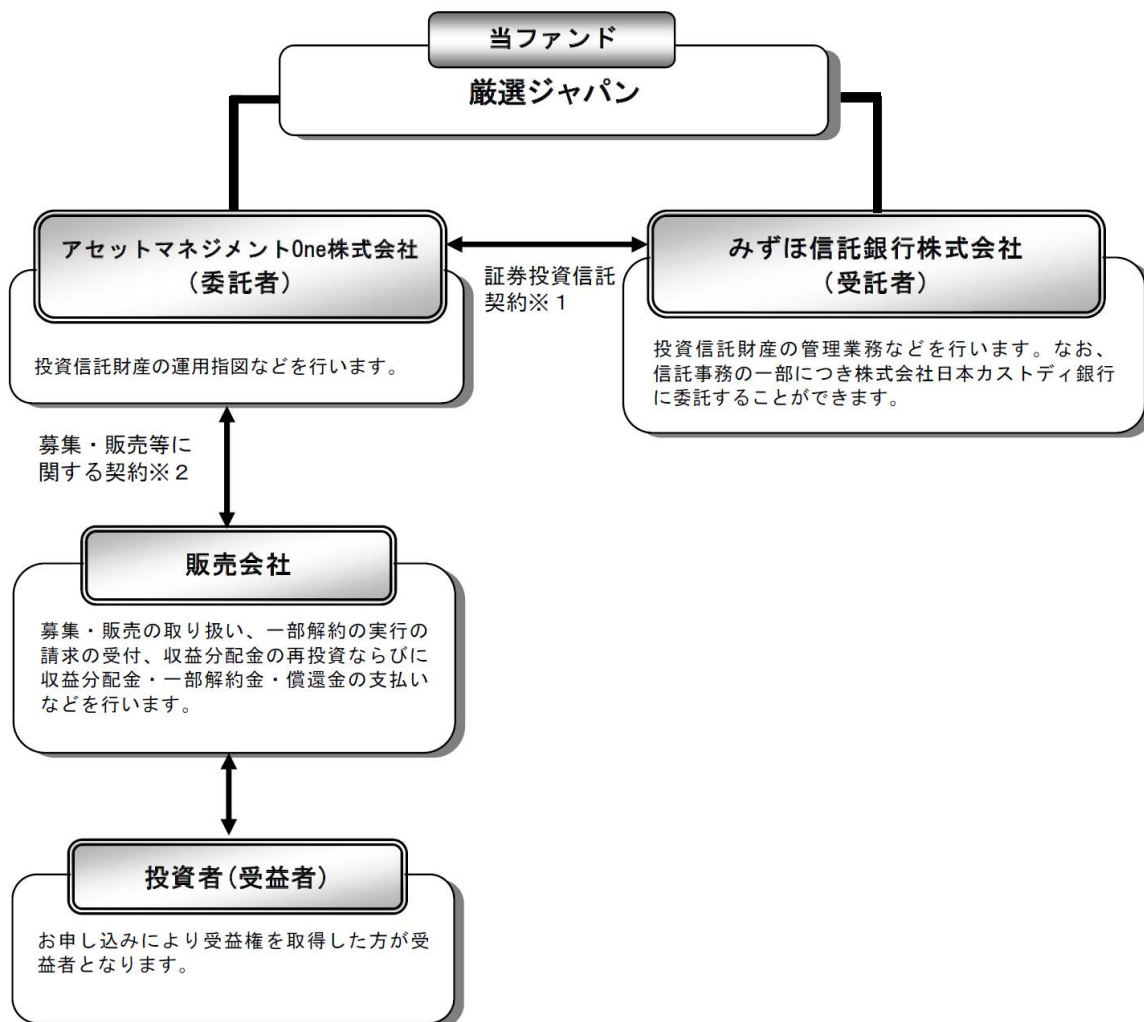 当ファンド
厳選ジャパン
アセットマネジメントOne株式会社
(委託者)
投資信託財産の運用指図などを行います。
証券投資信託
契約※1
みずほ信託銀行株式会社
(受託者)
投資信託財産の管理業務などを行います。なお、
信託事務の一部につき株式会社日本カストディ銀行
に委託することができます。
募集・販売等に
関する契約※2
販売会社
募集・販売の取り扱い、一部解約の実行の
請求の受付、収益分配金の再投資ならびに
収益分配金・一部解約金・償還金の支払い
などを行います。
投資者(受益者)
お申し込みにより受益権を取得した方が受
益者となります。